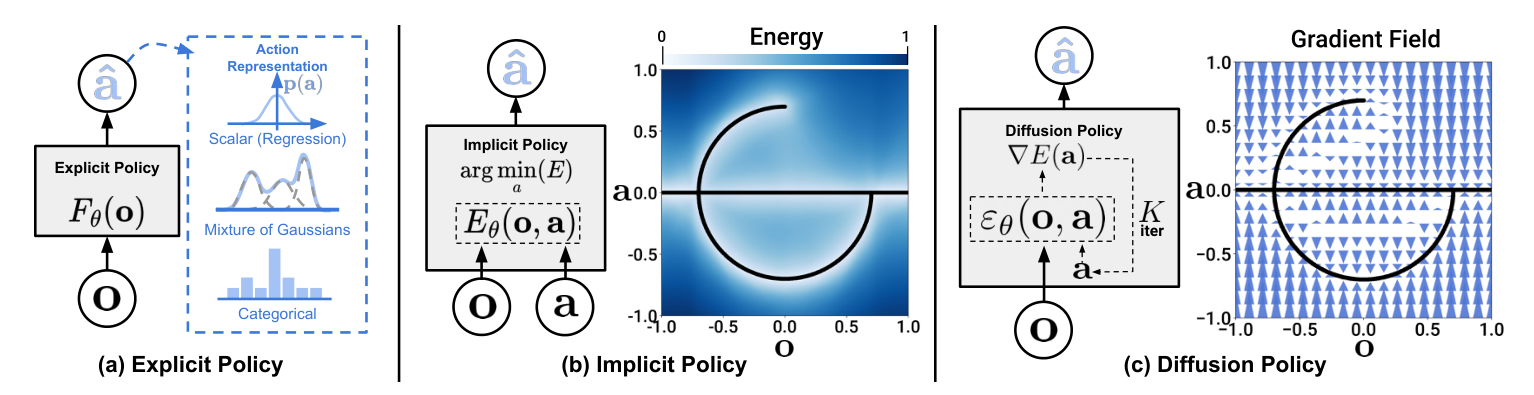 â
Action
Representation
p(a)
Scalar (Regression)
Mixture of Gaussians
Categorical
Explicit Policy
F_θ(o)
o
(a) Explicit Policy
â
Implicit Policy
arg min_a(E)
E_θ(o, a)
o
a
Energy
0
1
1.0
0.5
a 0.0
-0.5
-1.0
-1.0 -0.5 0.0 0.5 1.0
o
(b) Implicit Policy
â
Diffusion Policy
∇E(a)
ε_θ(o, a)
K
iter
a
o
Gradient Field
1.0
0.5
a 0.0
−0.5
−1.0
−1.0 −0.5 0.0 0.5 1.0
o
(c) Diffusion Policy